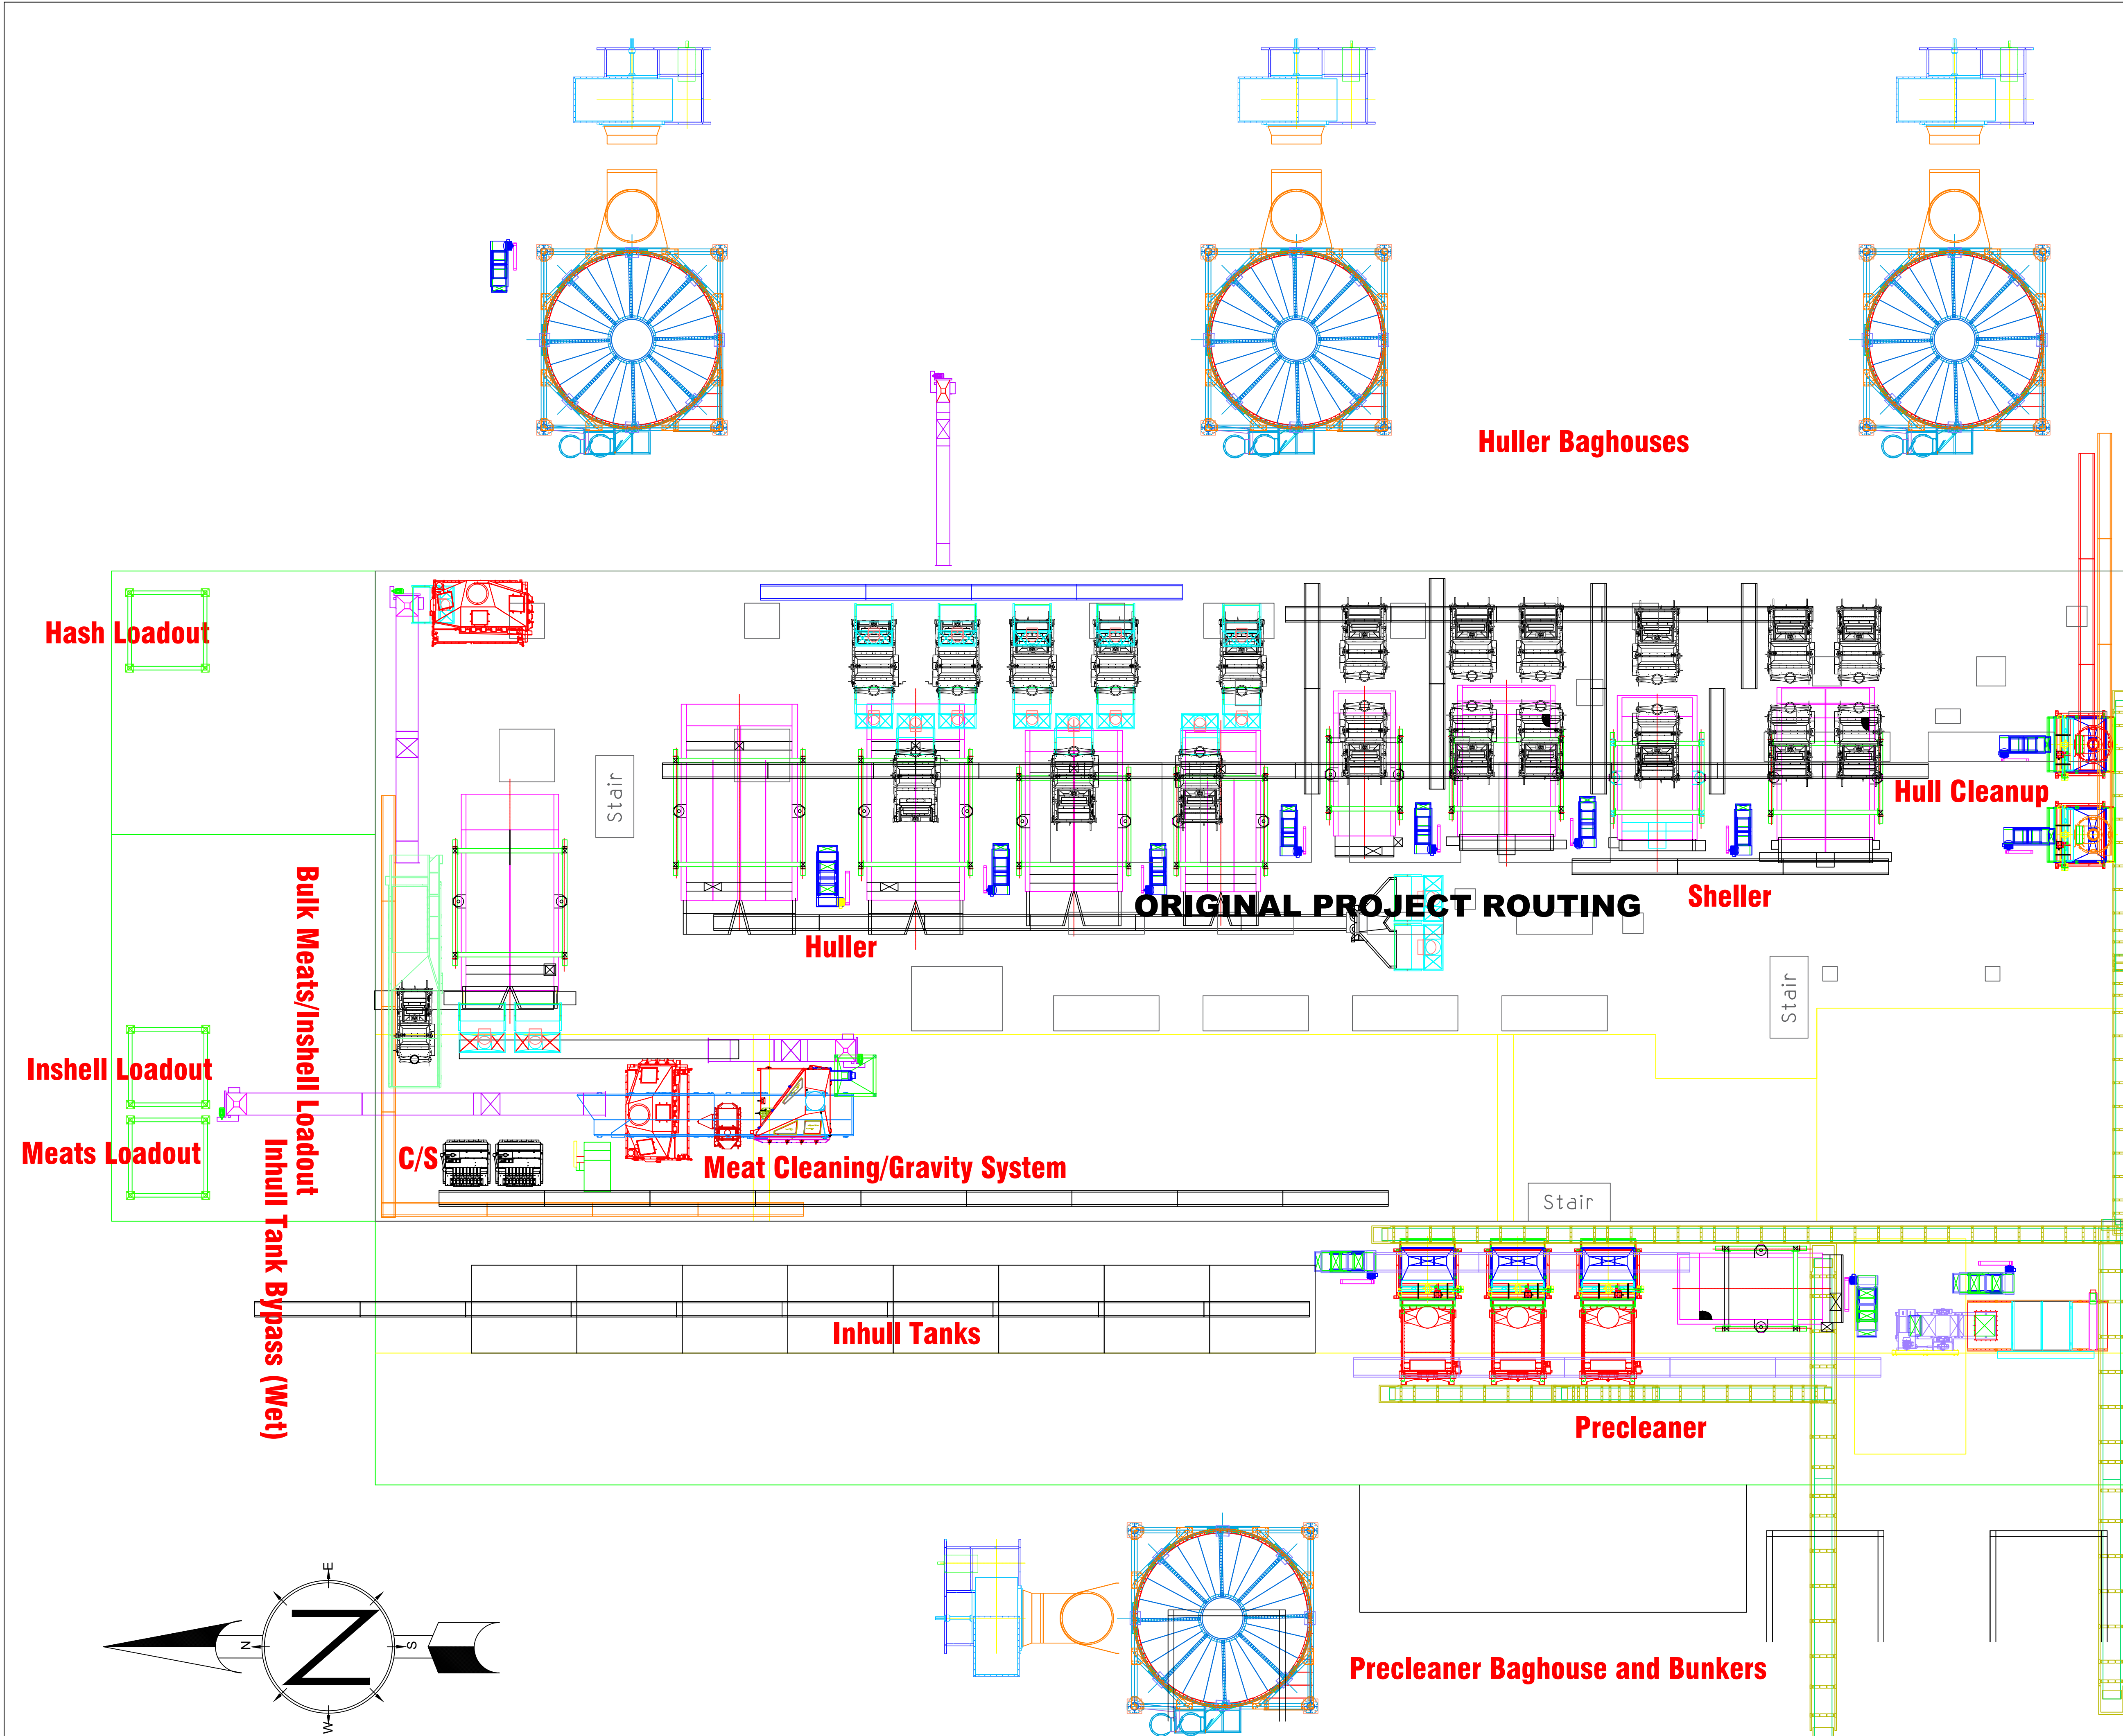 Huller Baghouses
Hash Loadout
Stair
Hull Cleanup
ORIGINAL PROJECT ROUTING
Sheller
Huller
Stair
Bulk Meats/Inshell Loadout
Inshell Loadout
Meats Loadout
C/S
Meat Cleaning/Gravity System
Inhull Tank Bypass (Wet)
Stair
Inhull Tanks
Precleaner
Precleaner Baghouse and Bunkers
E
N
S
W
N